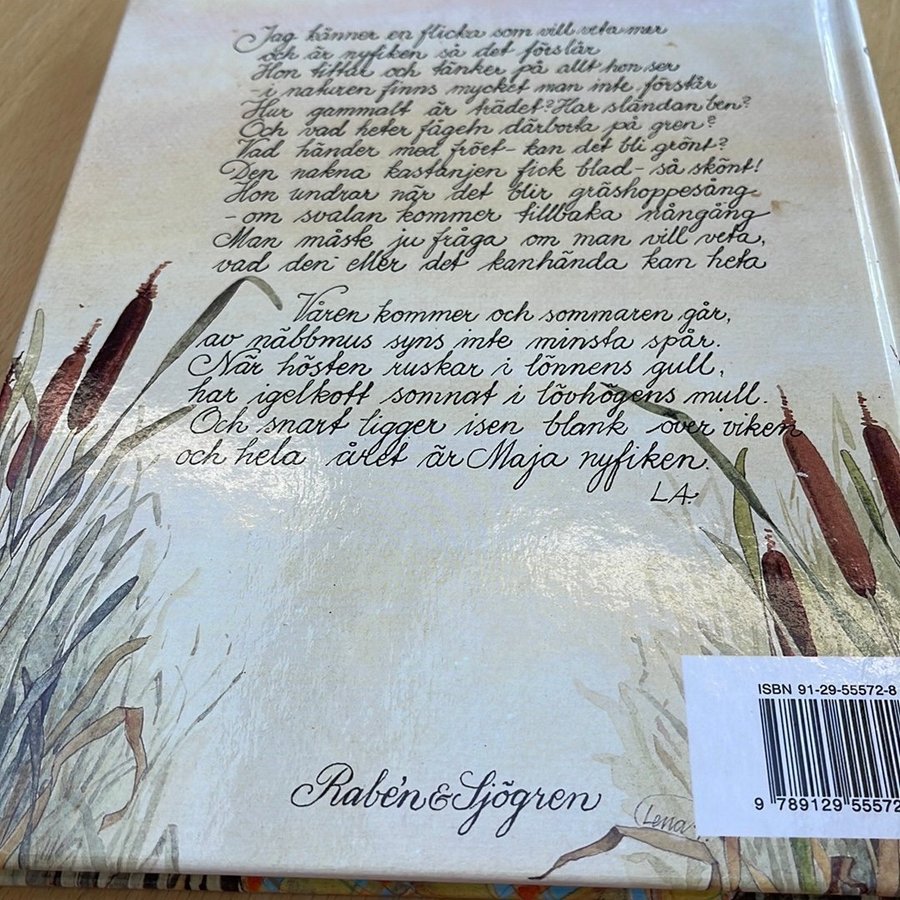 Jag känner en flicka som vill veta mer
och är nyfiken så det förslår
Hon tittar och tänker på allt hon ser
- i naturen finns mycket man inte förstår
Hur gammalt är trädet? Har sländan ben?
Och vad heter fågeln därborta på gren?
Vad händer med fröet - kan det bli grönt?
Den nakna kastanjen fick blad - så skönt!
Hon undrar när det blir gräshoppesång
- om svalan kommer tillbaka nångång
Man måste ju fråga om man vill veta,
vad den eller det kanhända kan heta
Våren kommer och sommaren går,
av näbbmus syns inte minsta spår.
När hösten ruskar i lönnens gull,
har igelkott somnat i lövhögens mull.
Och snart ligger isen blank över viken
och hela året är Maja nyfiken.
L.A.
ISBN 91-29-55572-8
9 789129 55572
Rabén & Sjögren
Lena